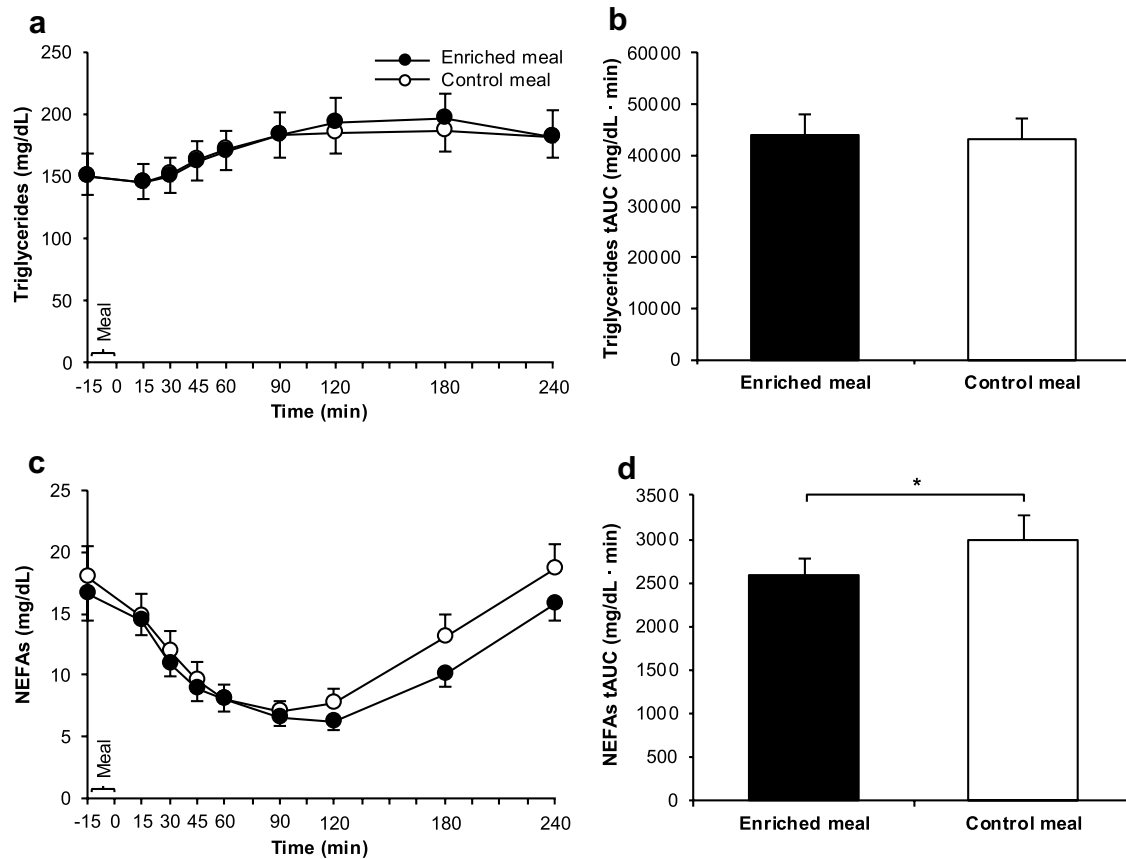 a
250
200
150
100
50
0
Triglycerides (mg/dL)
Enriched meal
Control meal
Meal
-15 0 15 30 45 60 90 120 180 240
Time (min)
b
60000
50000
40000
30000
20000
10000
0
Triglycerides tAUC (mg/dL · min)
Enriched meal Control meal
c
25
20
15
10
5
0
NEFAs (mg/dL)
Meal
-15 0 15 30 45 60 90 120 180 240
Time (min)
d
3500
3000
2500
2000
1500
1000
500
0
NEFAs tAUC (mg/dL · min)
*
Enriched meal Control meal